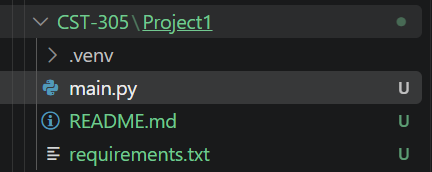 CST-305\Project1
.venv
main.py U
README.md U
requirements.txt U